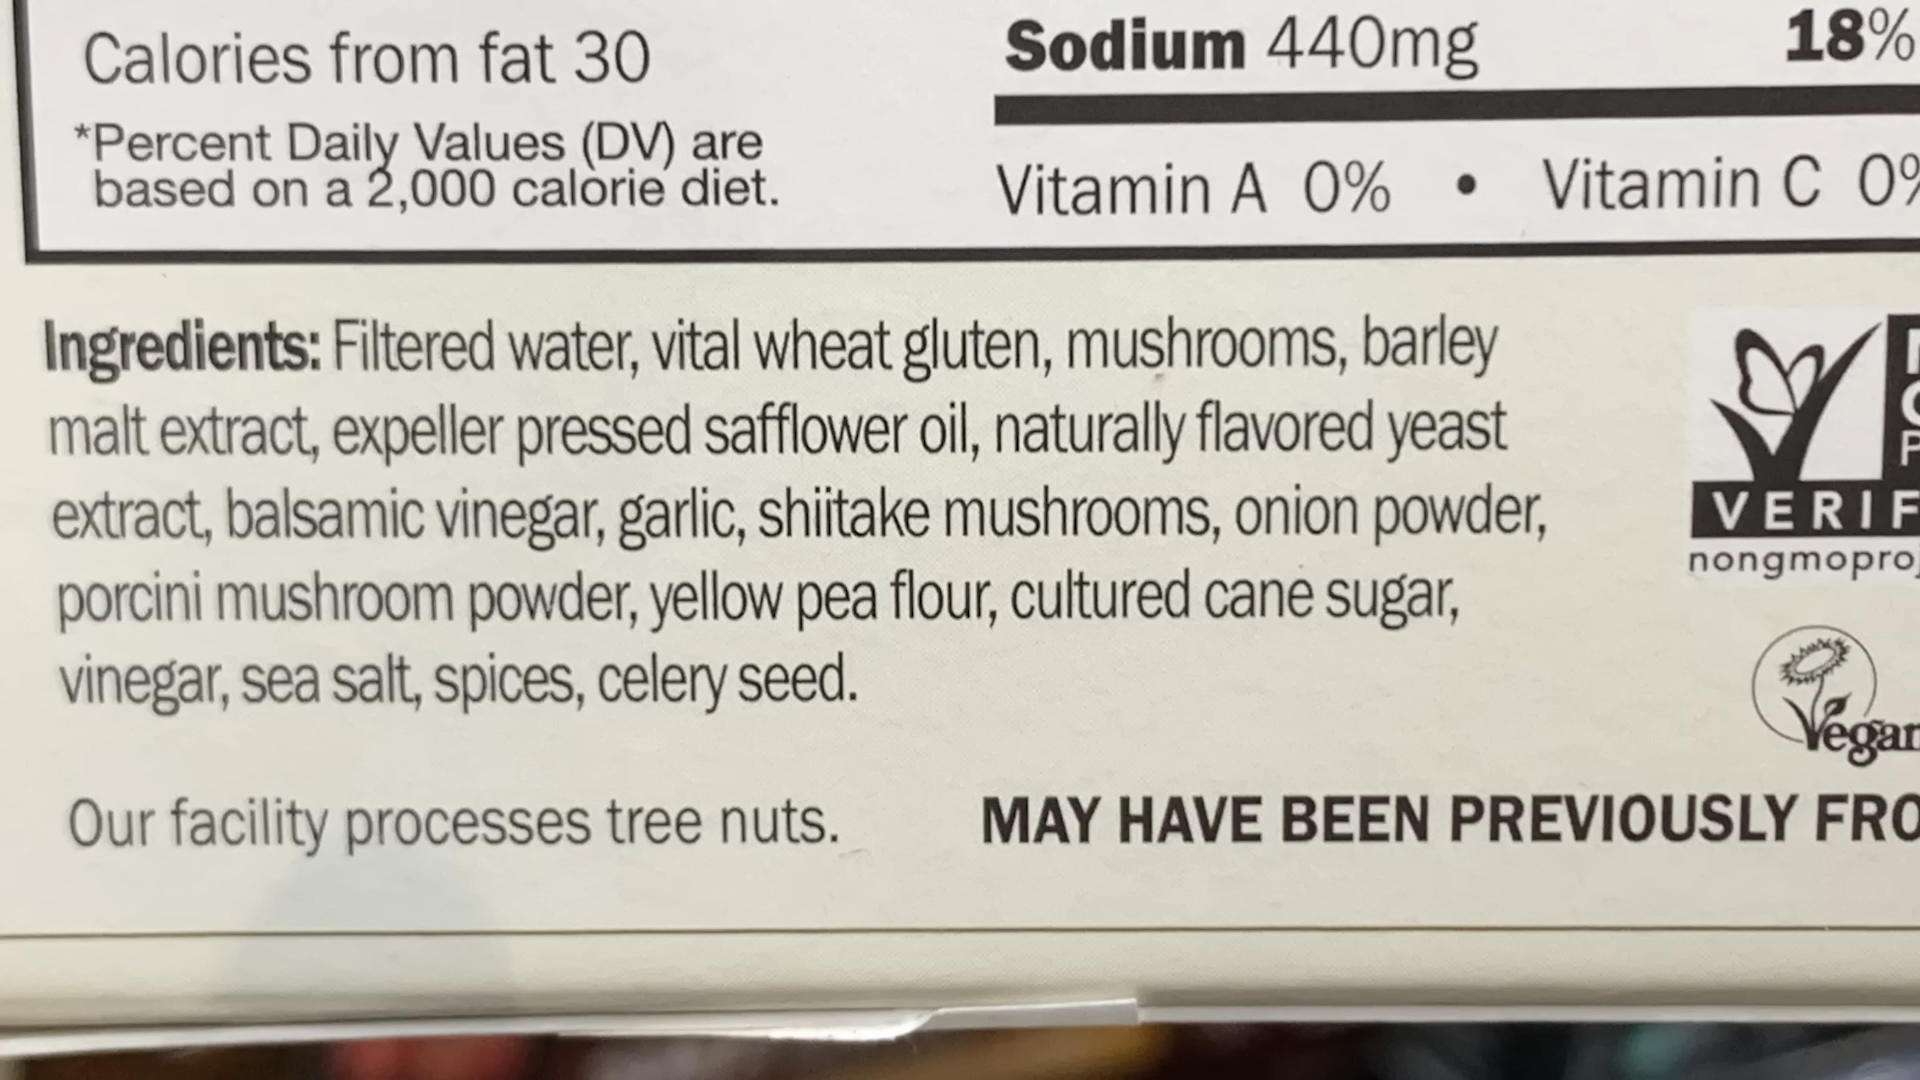 Calories from fat 30
*Percent Daily Values (DV) are
based on a 2,000 calorie diet.
Sodium 440mg 18%
Vitamin A 0% • Vitamin C 0%
Ingredients: Filtered water, vital wheat gluten, mushrooms, barley
malt extract, expeller pressed safflower oil, naturally flavored yeast
extract, balsamic vinegar, garlic, shiitake mushrooms, onion powder,
porcini mushroom powder, yellow pea flour, cultured cane sugar,
vinegar, sea salt, spices, celery seed.
Our facility processes tree nuts.
MAY HAVE BEEN PREVIOUSLY
Vegan